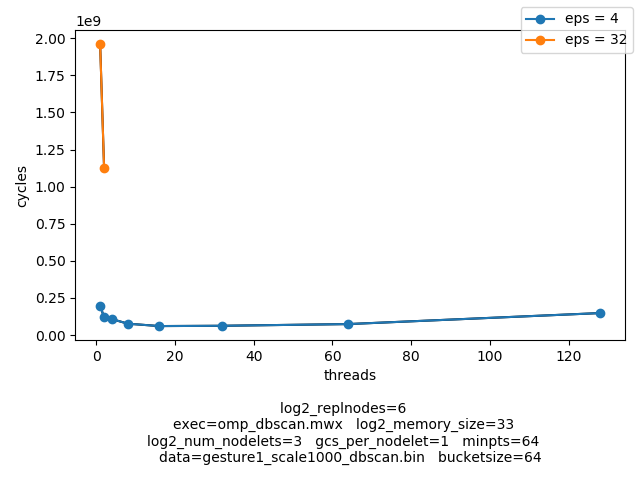 1e9
eps = 4
eps = 32
2.00
1.75
1.50
1.25
1.00
0.75
0.50
0.25
0.00
cycles
0 20 40 60 80 100 120
threads
log2_replnodes=6
exec=omp_dbscan.mwx log2_memory_size=33
log2_num_nodelets=3 gcs_per_nodelet=1 minpts=64
data=gesture1_scale1000_dbscan.bin bucketsize=64